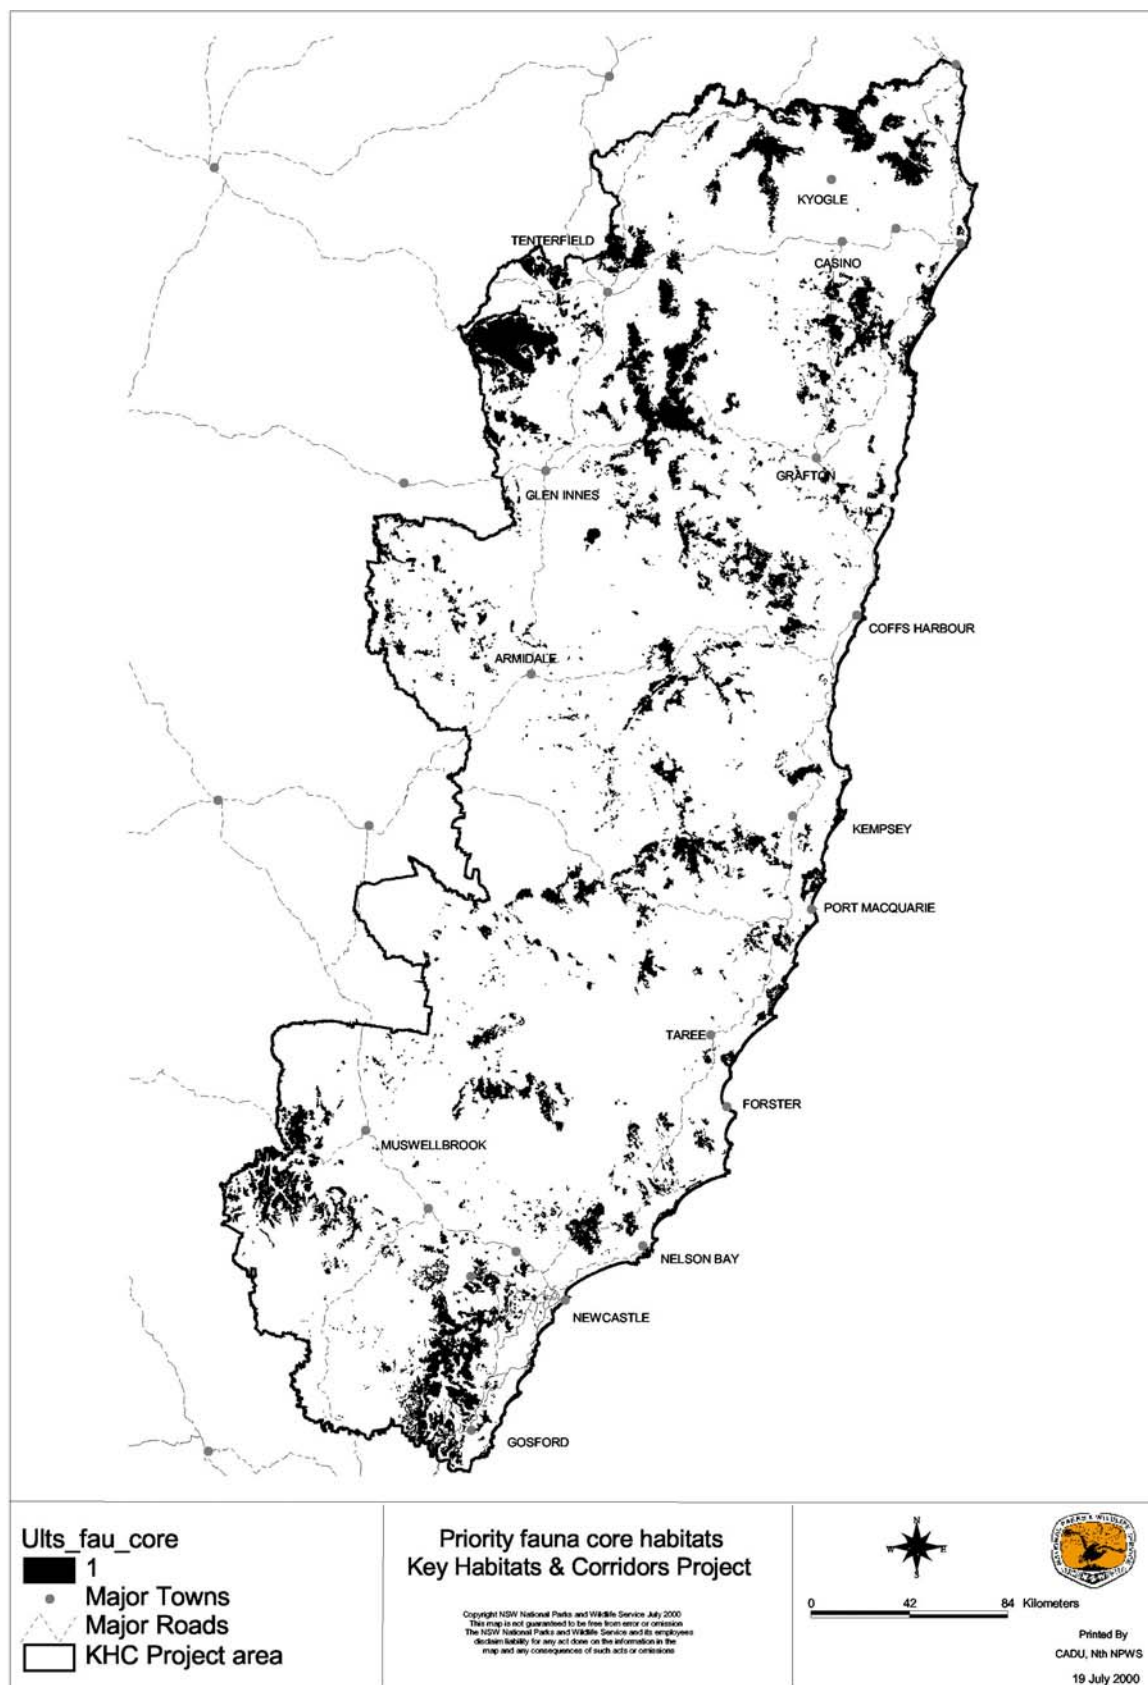 KYOGLE
TENTERFIELD
CASINO
GRAFTON
GLEN INNES
COFFS HARBOUR
ARMIDALE
KEMPSEY
PORT MACQUARIE
TAREE
FORSTER
MUSWELLBROOK
NELSON BAY
NEWCASTLE
GOSFORD
Ults_fau_core
1
Major Towns
Major Roads
KHC Project area
Priority fauna core habitats
Key Habitats & Corridors Project
Copyright NSW National Parks and Wildlife Service July 2000
This map is not guaranteed to be free from error or omission
The NSW National Parks and Wildlife Service and its employees
disclaim liability for any act done on the information in the
map and any consequences of such acts or omissions
N
W E
S
0 42 84 Kilometers
Printed By
CADU, Nth NPWS
19 July 2000